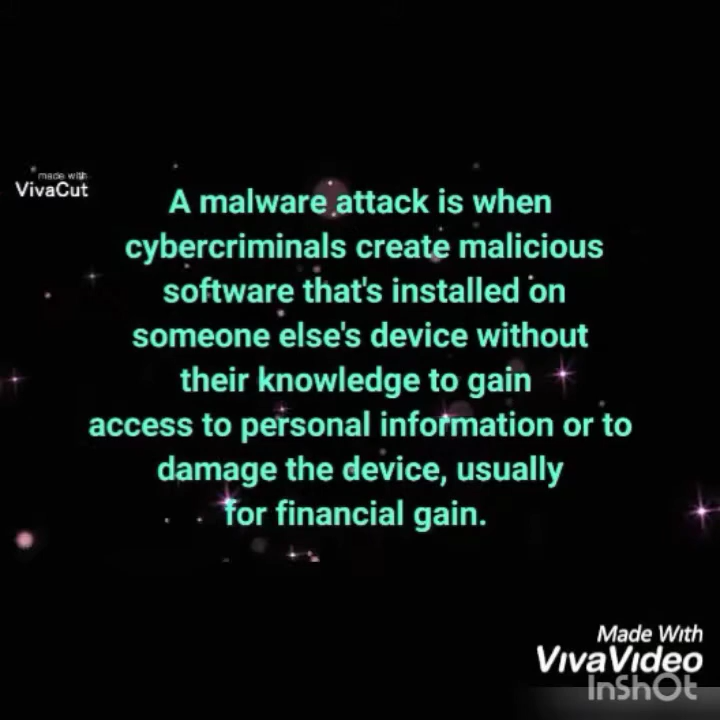 made with
VivaCut
A malware attack is when
cybercriminals create malicious
software that's installed on
someone else's device without
their knowledge to gain
access to personal information or to
damage the device, usually
for financial gain.
Made With
VivaVideo
InShOt